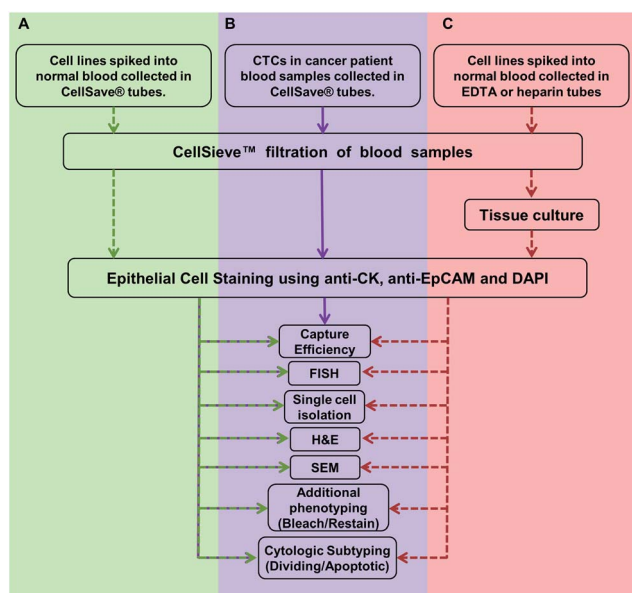 A
B
C
Cell lines spiked into
normal blood collected in
CellSave® tubes.
CTCs in cancer patient
blood samples collected in
CellSave® tubes.
Cell lines spiked into
normal blood collected in
EDTA or heparin tubes
CellSieve™ filtration of blood samples
Tissue culture
Epithelial Cell Staining using anti-CK, anti-EpCAM and DAPI
Capture
Efficiency
FISH
Single cell
isolation
H&E
SEM
Additional
phenotyping
(Bleach/Restain)
Cytologic Subtyping
(Dividing/Apoptotic)